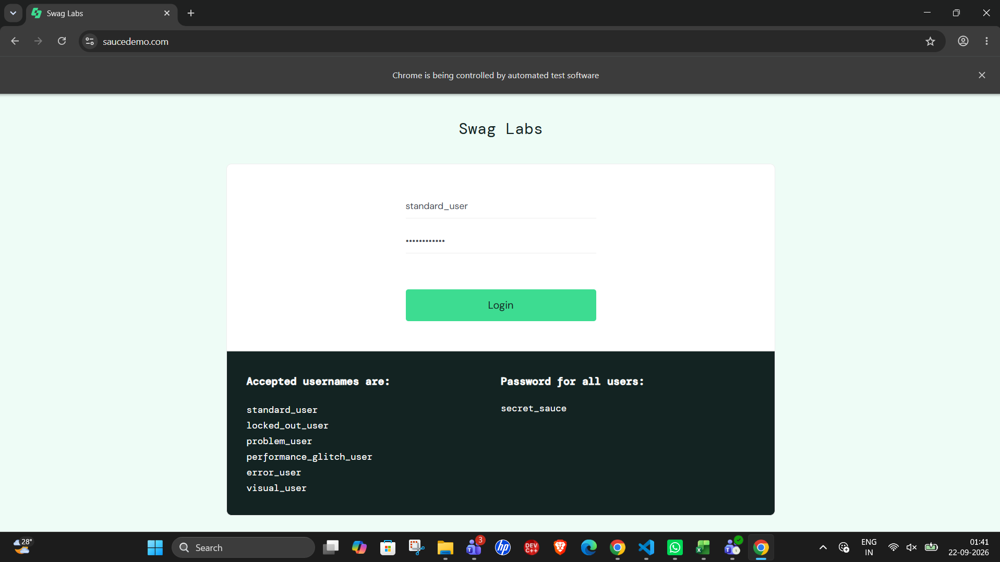 Swag Labs
saucedemo.com
Chrome is being controlled by automated test software
Swag Labs
standard_user
••••••••••••
Login
Accepted usernames are:
standard_user
locked_out_user
problem_user
performance_glitch_user
error_user
visual_user
Password for all users:
secret_sauce
28°
Search
3
T
hp
DEV
C++
X
T
S
ENG
IN
01:41
22-09-2026